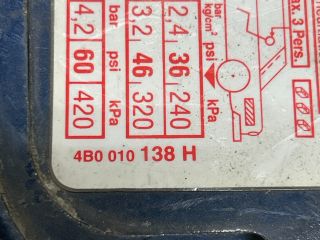 ax 3 Pers.
bar
kg/cm² psi kPa
2,4 36 240
3,2 46 320
bar psi kPa
4,2 60 420
4B0 010 138 H